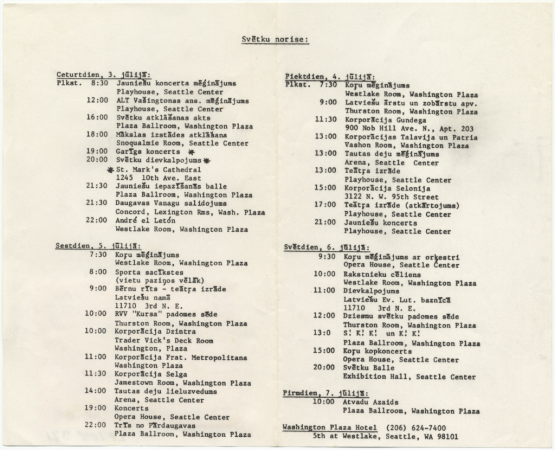 Svētku norise:
Ceturtdien, 3. jūlijā:
Plkst. 8:30 Jauniešu koncerta mēģinājums
Playhouse, Seattle Center
12:00 ALT Vašingtonas ans. mēģinājums
Playhouse, Seattle Center
16:00 Svētku atklāšanas akts
Plaza Ballroom, Washington Plaza
18:00 Mākslas izstādes atklāšana
Snoqualmie Room, Seattle Center
19:00 Garīgs koncerts *
20:00 Svētku dievkalpojums *
* St. Mark's Cathedral
1245 10th Ave. East
21:30 Jauniešu iepazīšanās balle
Plaza Ballroom, Washington Plaza
21:30 Daugavas Vanagu salidojums
Concord, Lexington Rms, Wash. Plaza
22:00 André el Letón
Westlake Room, Washington Plaza
Sestdien, 5. jūlijā:
7:30 Koŗu mēģinājums
Westlake Room, Washington Plaza
8:00 Sporta sacīkstes
(vietu paziņos vēlāk)
9:00 Bērnu rīts - teātra izrāde
Latviešu namā
11710 3rd N. E.
10:00 RVV "Kursa" padomes sēde
Thurston Room, Washington Plaza
10:00 Korporācija Dzintra
Trader Vick's Deck Room
Washington, Plaza
11:00 Korporācija Frat. Metropolitana
Washington Plaza
11:30 Korporācija Selga
Jamestown Room, Washington Plaza
14:00 Tautas deju lieluzvedums
Arena, Seattle Center
19:00 Koncerts
Opera House, Seattle Center
22:00 Trīs no Pārdaugavas
Plaza Ballroom, Washington Plaza
Piektdien, 4. jūlijā:
Plkst. 7:30 Koŗu mēģinājums
Westlake Room, Washington Plaza
9:00 Latviešu ārstu un zobārstu apv.
Thurston Room, Washington Plaza
11:30 Korporācija Gundega
900 Nob Hill Ave. N., Apt. 203
13:00 Korporācijas Talavija un Patria
Vashon Room, Washington Plaza
13:00 Tautas deju mēģinājums
Arena, Seattle Center
13:00 Teātra izrāde
Playhouse, Seattle Center
15:00 Korporācija Selonija
3122 N. W. 95th Street
17:00 Teātra izrāde (atkārtojums)
Playhouse, Seattle Center
21:00 Jauniešu koncerts
Playhouse, Seattle Center
Svētdien, 6. jūlijā:
9:30 Koŗu mēģinājums ar orķestri
Opera House, Seattle Center
10:00 Rakstnieku cēliens
Westlake Room, Washington Plaza
11:00 Dievkalpojums
Latviešu Ev. Lut. baznīcā
11710 3rd N. E.
12:00 Dziesmu svētku padomes sēde
Thurston Room, Washington Plaza
13:0 S! K! K! un K!
Plaza Ballroom, Washington Plaza
15:00 Koŗu kopkoncerts
Opera House, Seattle Center
20:00 Svētku Balle
Exhibition Hall, Seattle Center
Pirmdien, 7. jūlijā:
10:00 Atvadu Azaids
Plaza Ballroom, Washington Plaza
Washington Plaza Hotel (206) 624-7400
5th at Westlake, Seattle, WA 98101